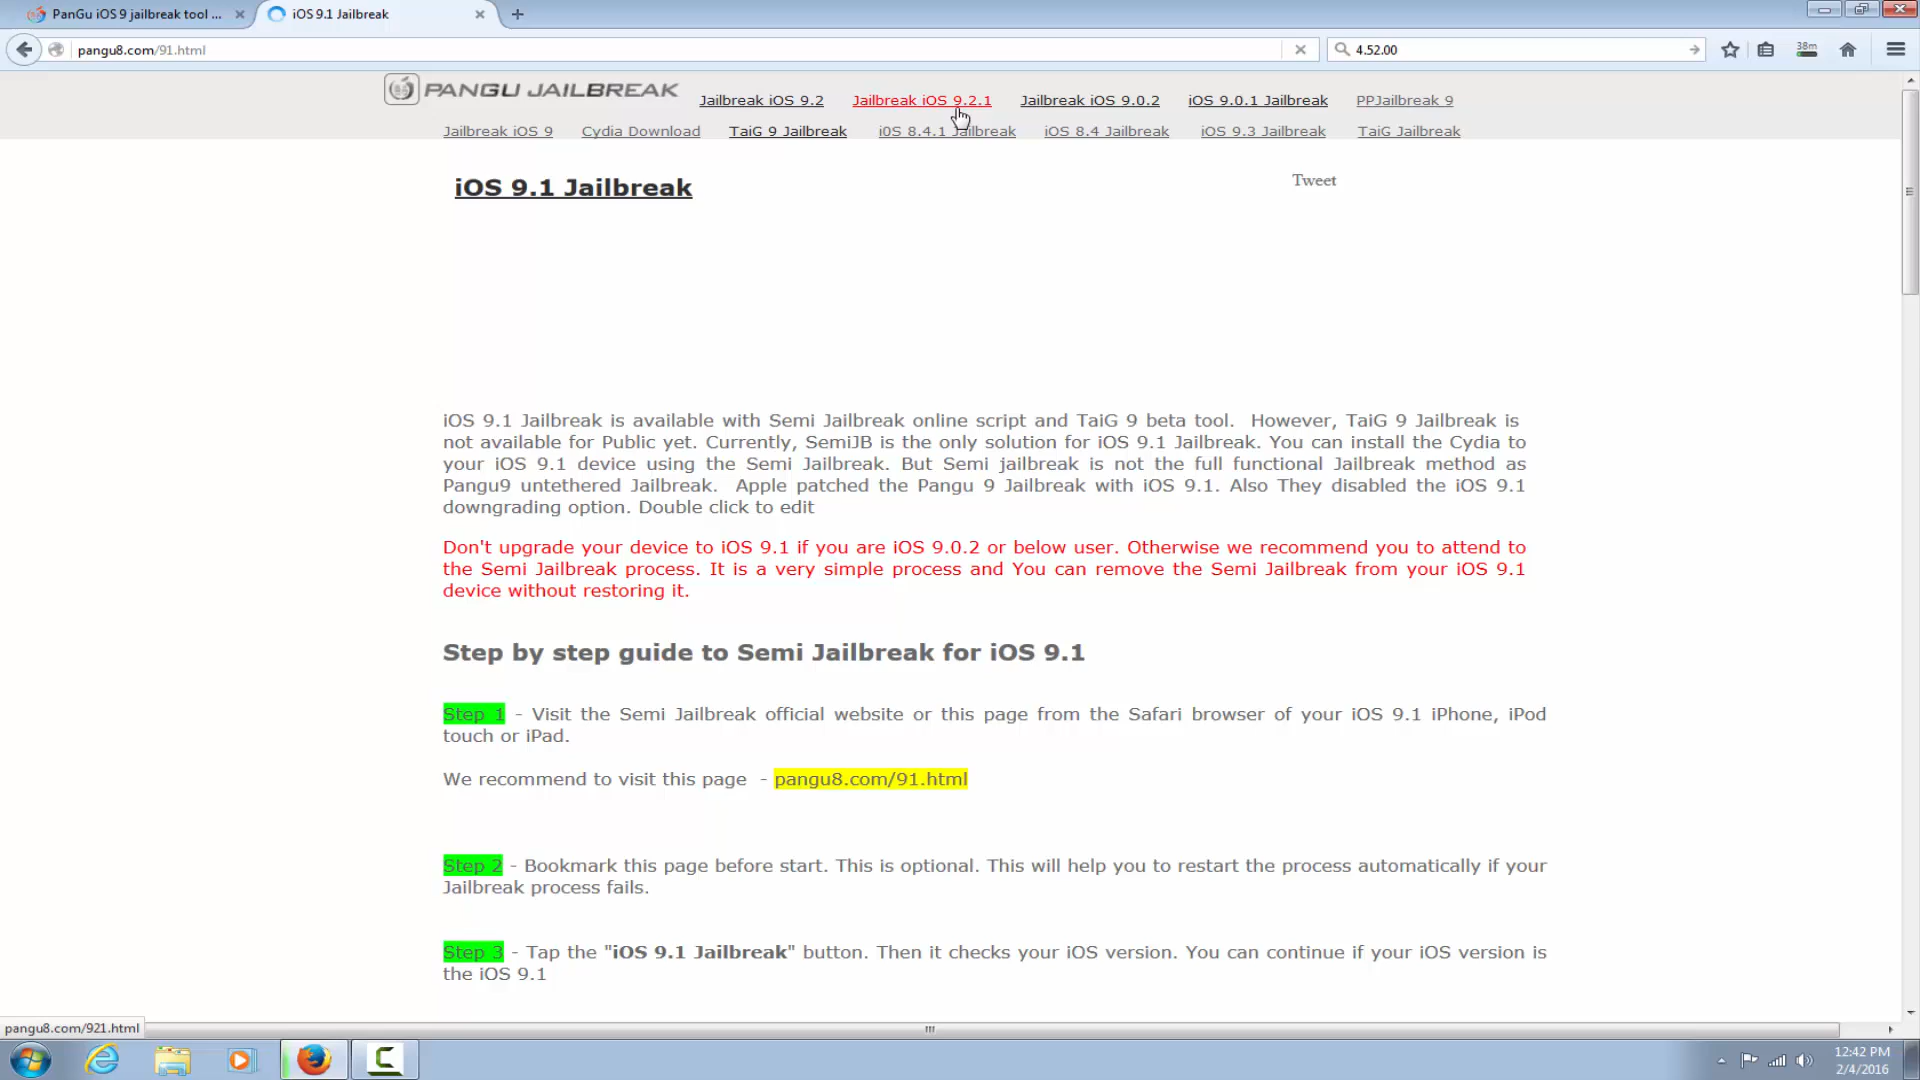 PanGu iOS 9 jailbreak tool ...
iOS 9.1 Jailbreak
pangu8.com/91.html
4.52.00
38m
PANGU JAILBREAK
Jailbreak iOS 9.2
Jailbreak iOS 9.2.1
Jailbreak iOS 9.0.2
iOS 9.0.1 Jailbreak
PPJailbreak 9
Jailbreak iOS 9
Cydia Download
TaiG 9 Jailbreak
i0S 8.4.1 Jailbreak
iOS 8.4 Jailbreak
iOS 9.3 Jailbreak
TaiG Jailbreak
iOS 9.1 Jailbreak
Tweet
iOS 9.1 Jailbreak is available with Semi Jailbreak online script and TaiG 9 beta tool.  However, TaiG 9 Jailbreak is
not available for Public yet. Currently, SemiJB is the only solution for iOS 9.1 Jailbreak. You can install the Cydia to
your iOS 9.1 device using the Semi Jailbreak. But Semi jailbreak is not the full functional Jailbreak method as
Pangu9 untethered Jailbreak.  Apple patched the Pangu 9 Jailbreak with iOS 9.1. Also They disabled the iOS 9.1
downgrading option. Double click to edit
Don't upgrade your device to iOS 9.1 if you are iOS 9.0.2 or below user. Otherwise we recommend you to attend to
the Semi Jailbreak process. It is a very simple process and You can remove the Semi Jailbreak from your iOS 9.1
device without restoring it.
Step by step guide to Semi Jailbreak for iOS 9.1
Step 1 - Visit the Semi Jailbreak official website or this page from the Safari browser of your iOS 9.1 iPhone, iPod
touch or iPad.
We recommend to visit this page  - pangu8.com/91.html
Step 2 - Bookmark this page before start. This is optional. This will help you to restart the process automatically if your
Jailbreak process fails.
Step 3 - Tap the "iOS 9.1 Jailbreak" button. Then it checks your iOS version. You can continue if your iOS version is
the iOS 9.1
pangu8.com/921.html
12:42 PM
2/4/2016